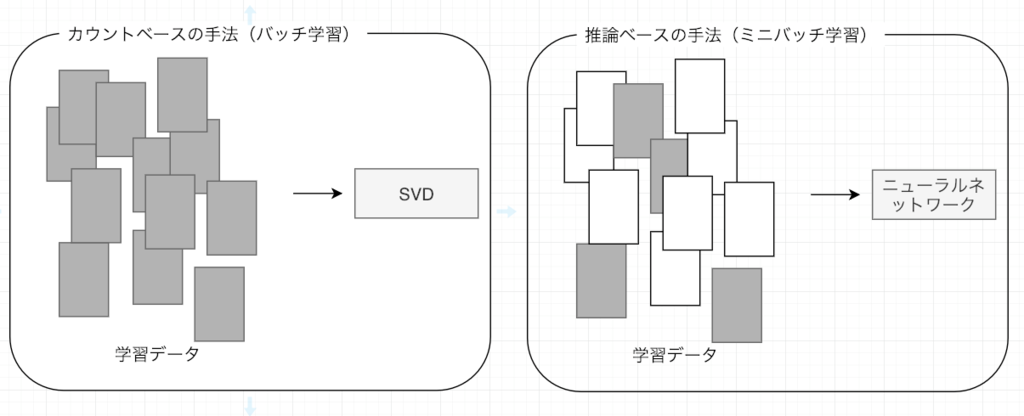 カウントベースの手法（バッチ学習）
SVD
学習データ
推論ベースの手法（ミニバッチ学習）
ニューラルネ
ットワーク
学習データ